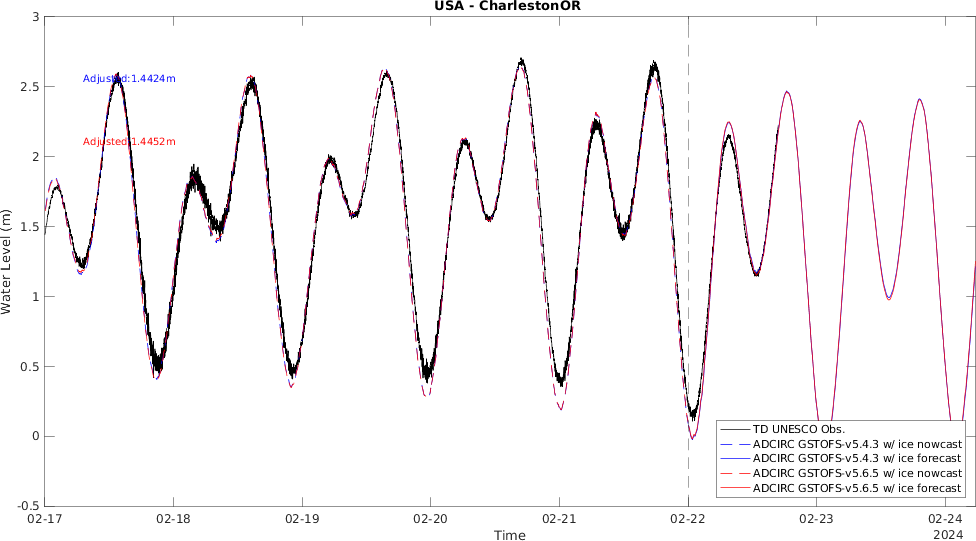 USA - CharlestonOR
3
2.5
2
1.5
1
0.5
0
-0.5
Water Level (m)
Adjusted:1.4424m
Adjusted:1.4452m
TD UNESCO Obs.
ADCIRC GSTOFS-v5.4.3 w/ ice nowcast
ADCIRC GSTOFS-v5.4.3 w/ ice forecast
ADCIRC GSTOFS-v5.6.5 w/ ice nowcast
ADCIRC GSTOFS-v5.6.5 w/ ice forecast
02-17 02-18 02-19 02-20 02-21 02-22 02-23 02-24
Time
2024